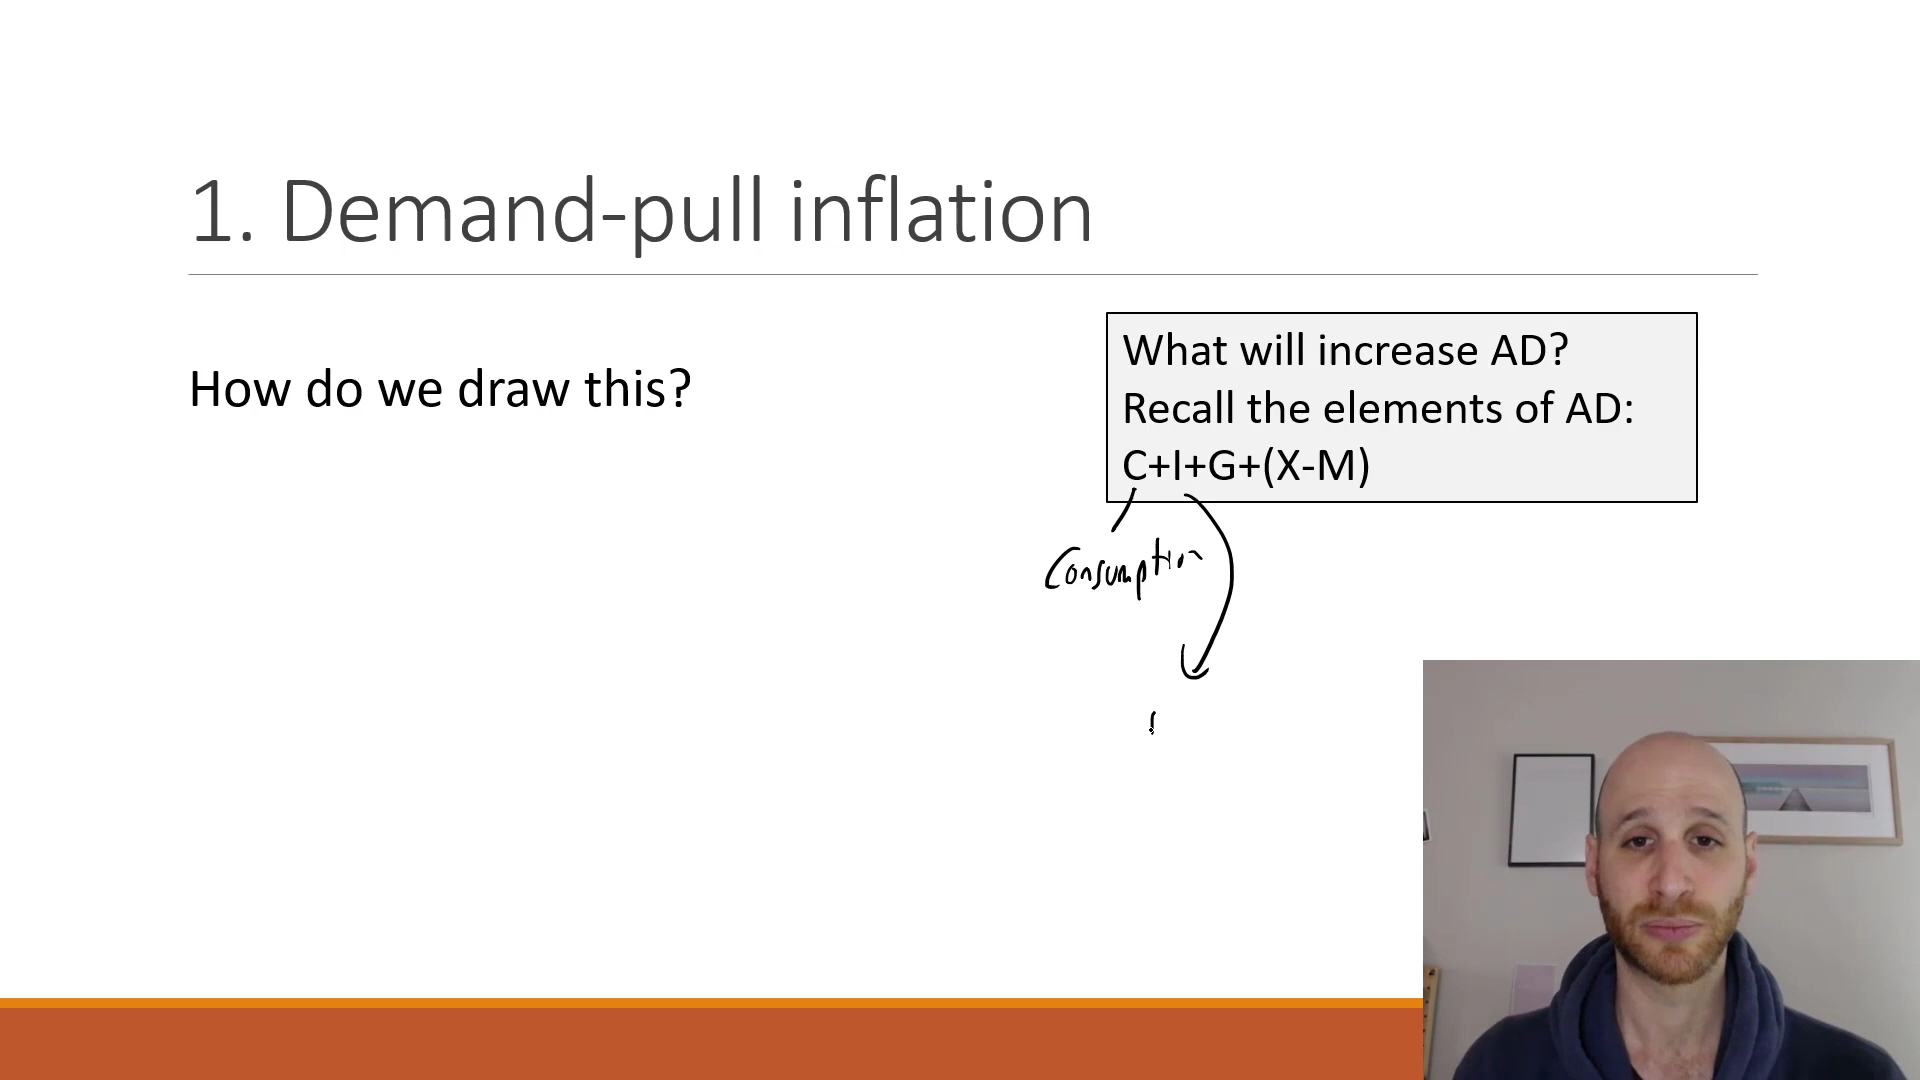 1. Demand-pull inflation
How do we draw this?
What will increase AD?
Recall the elements of AD:
C+I+G+(X-M)
Consumption